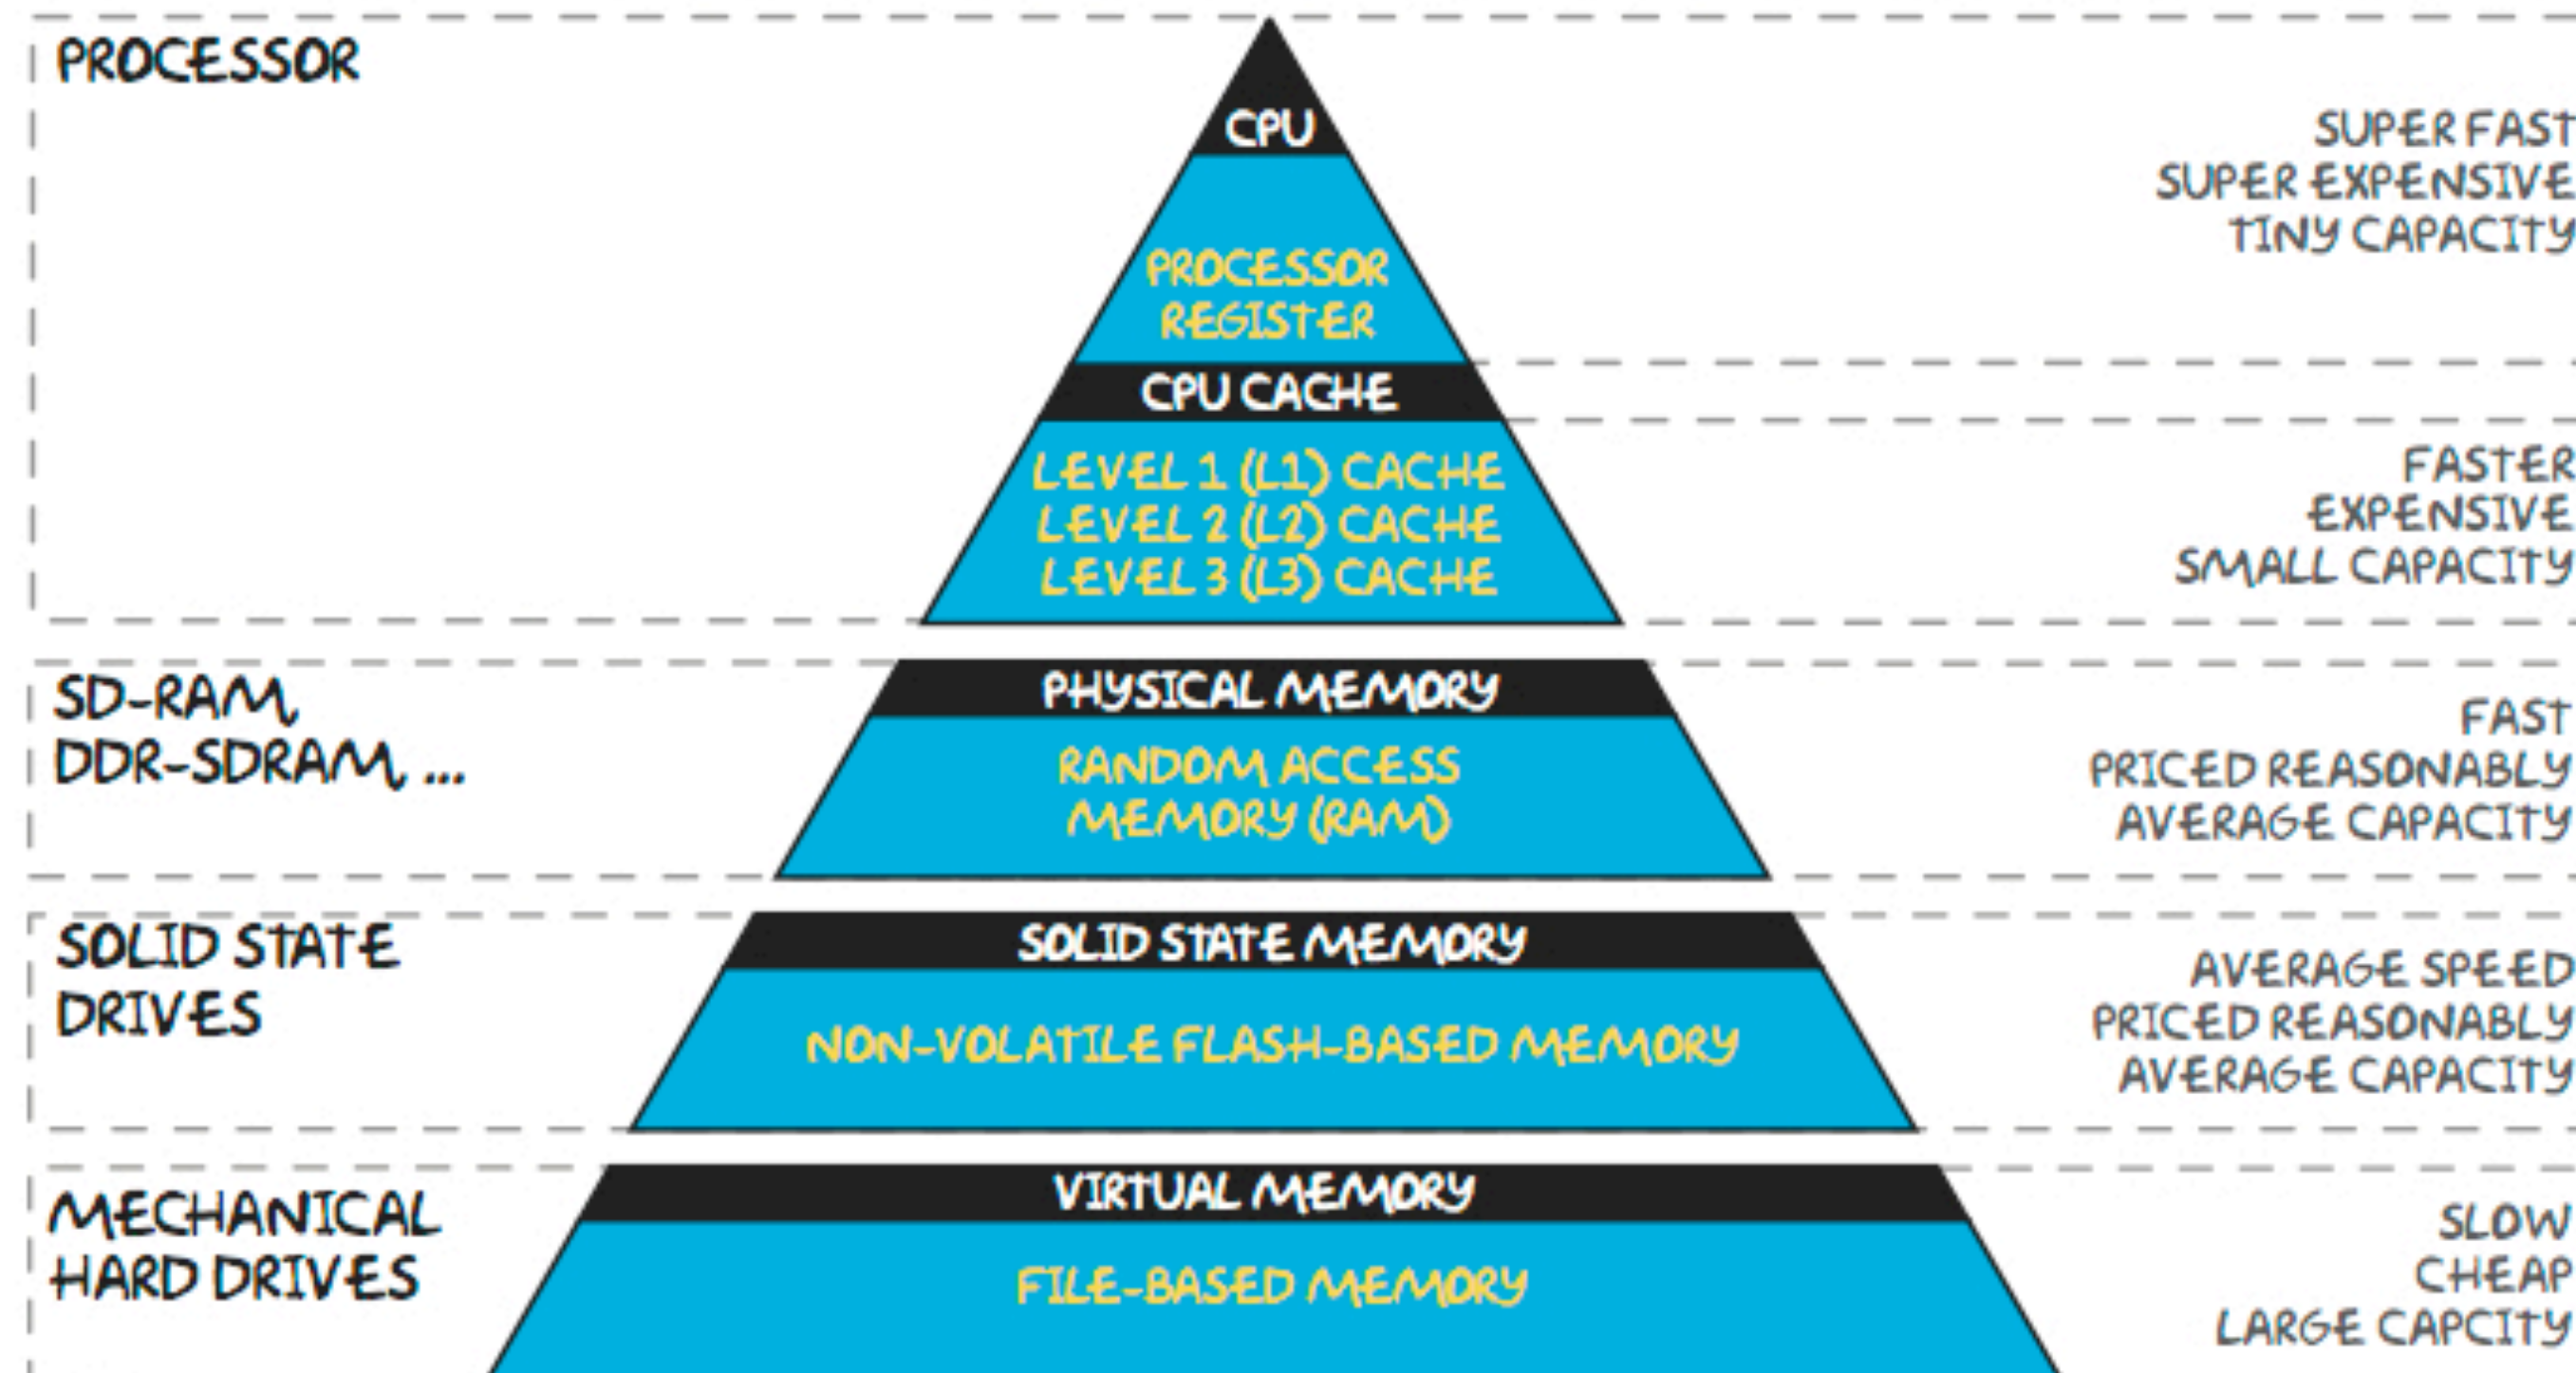 PROCESSOR
CPU
SUPER FAST
SUPER EXPENSIVE
TINY CAPACITY
PROCESSOR
REGISTER
CPU CACHE
LEVEL 1 (L1) CACHE
LEVEL 2 (L2) CACHE
LEVEL 3 (L3) CACHE
FASTER
EXPENSIVE
SMALL CAPACITY
SD-RAM,
DDR-SDRAM, ...
PHYSICAL MEMORY
RANDOM ACCESS
MEMORY (RAM)
FAST
PRICED REASONABLY
AVERAGE CAPACITY
SOLID STATE
DRIVES
SOLID STATE MEMORY
NON-VOLATILE FLASH-BASED MEMORY
AVERAGE SPEED
PRICED REASONABLY
AVERAGE CAPACITY
MECHANICAL
HARD DRIVES
VIRTUAL MEMORY
FILE-BASED MEMORY
SLOW
CHEAP
LARGE CAPCITY